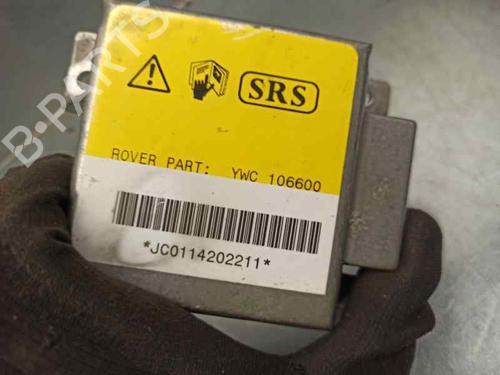 B-PARTS
SRS
ROVER PART: YWC 106600
*JC0114202211*